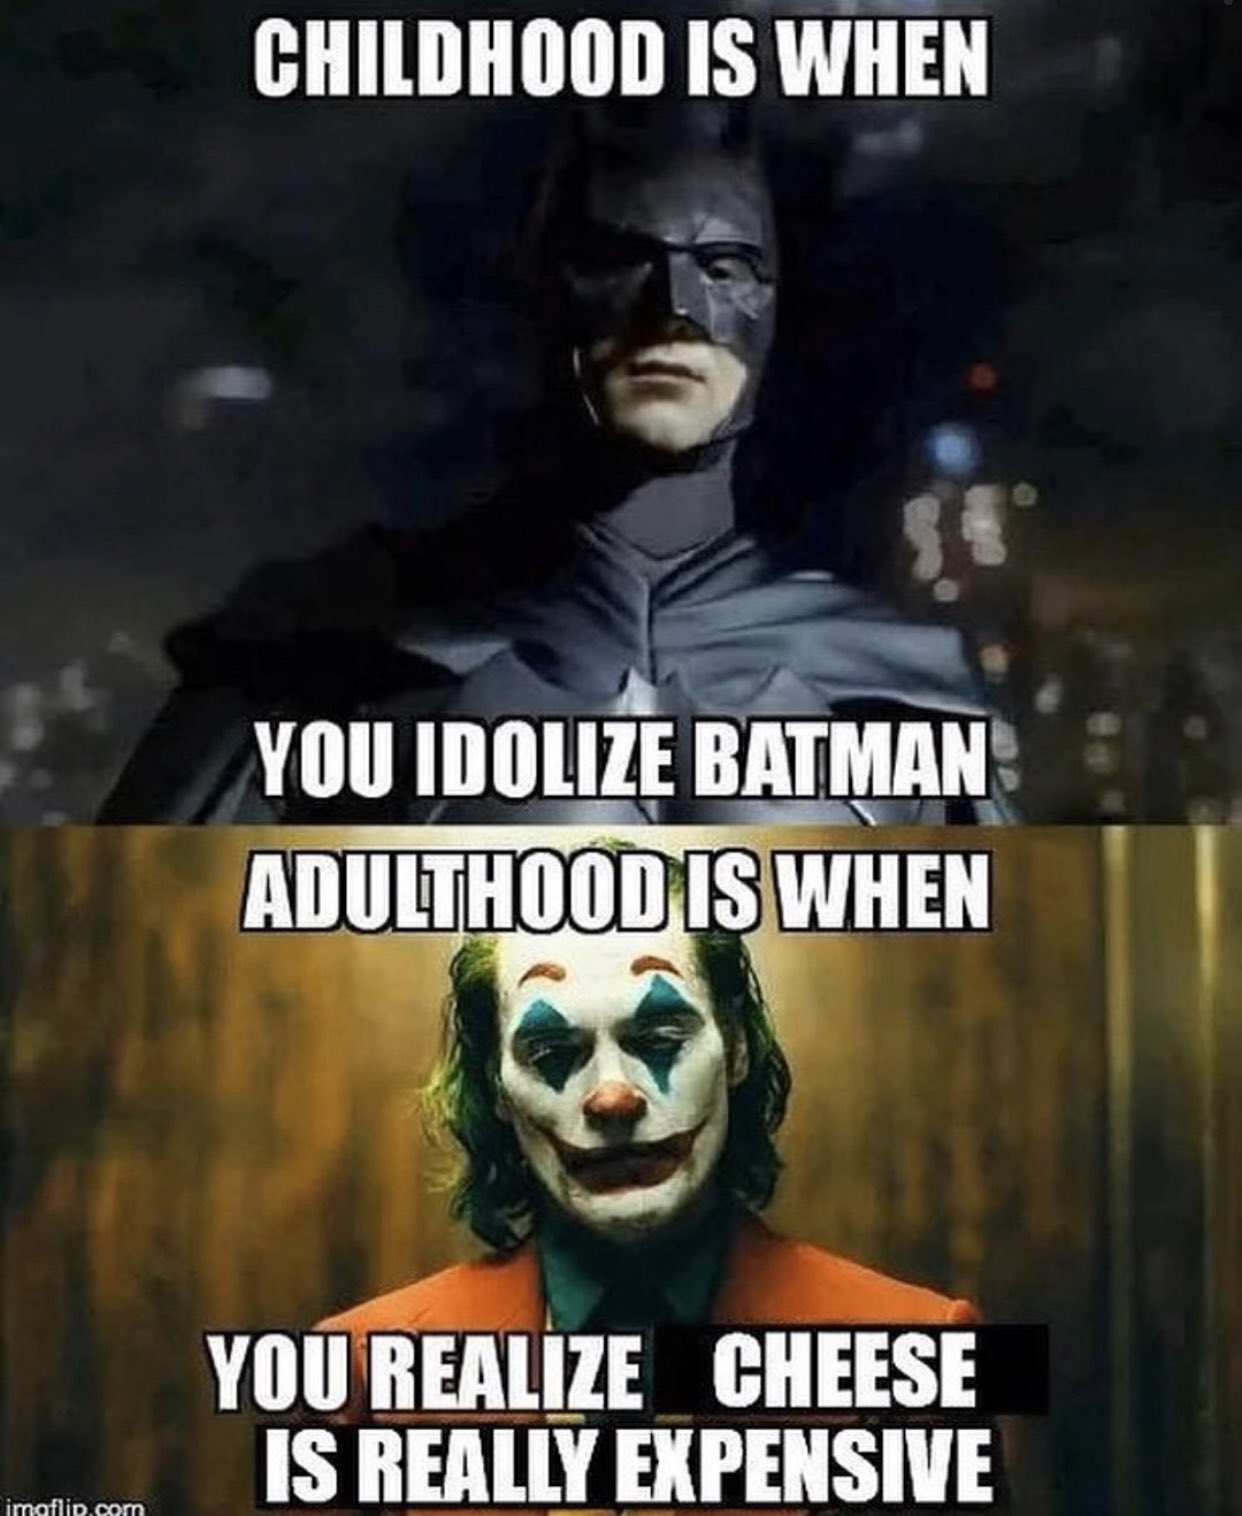 CHILDHOOD IS WHEN
YOU IDOLIZE BATMAN
ADULTHOOD IS WHEN
YOU REALIZE CHEESE
IS REALLY EXPENSIVE
imgflip.com